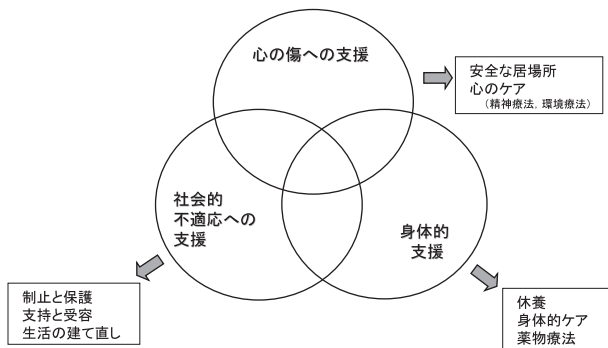 心の傷への支援
安全な居場所
心のケア
(精神療法, 環境療法)
社会的
不適応への
支援
身体的
支援
制止と保護
支持と受容
生活の建て直し
休養
身体的ケア
薬物療法